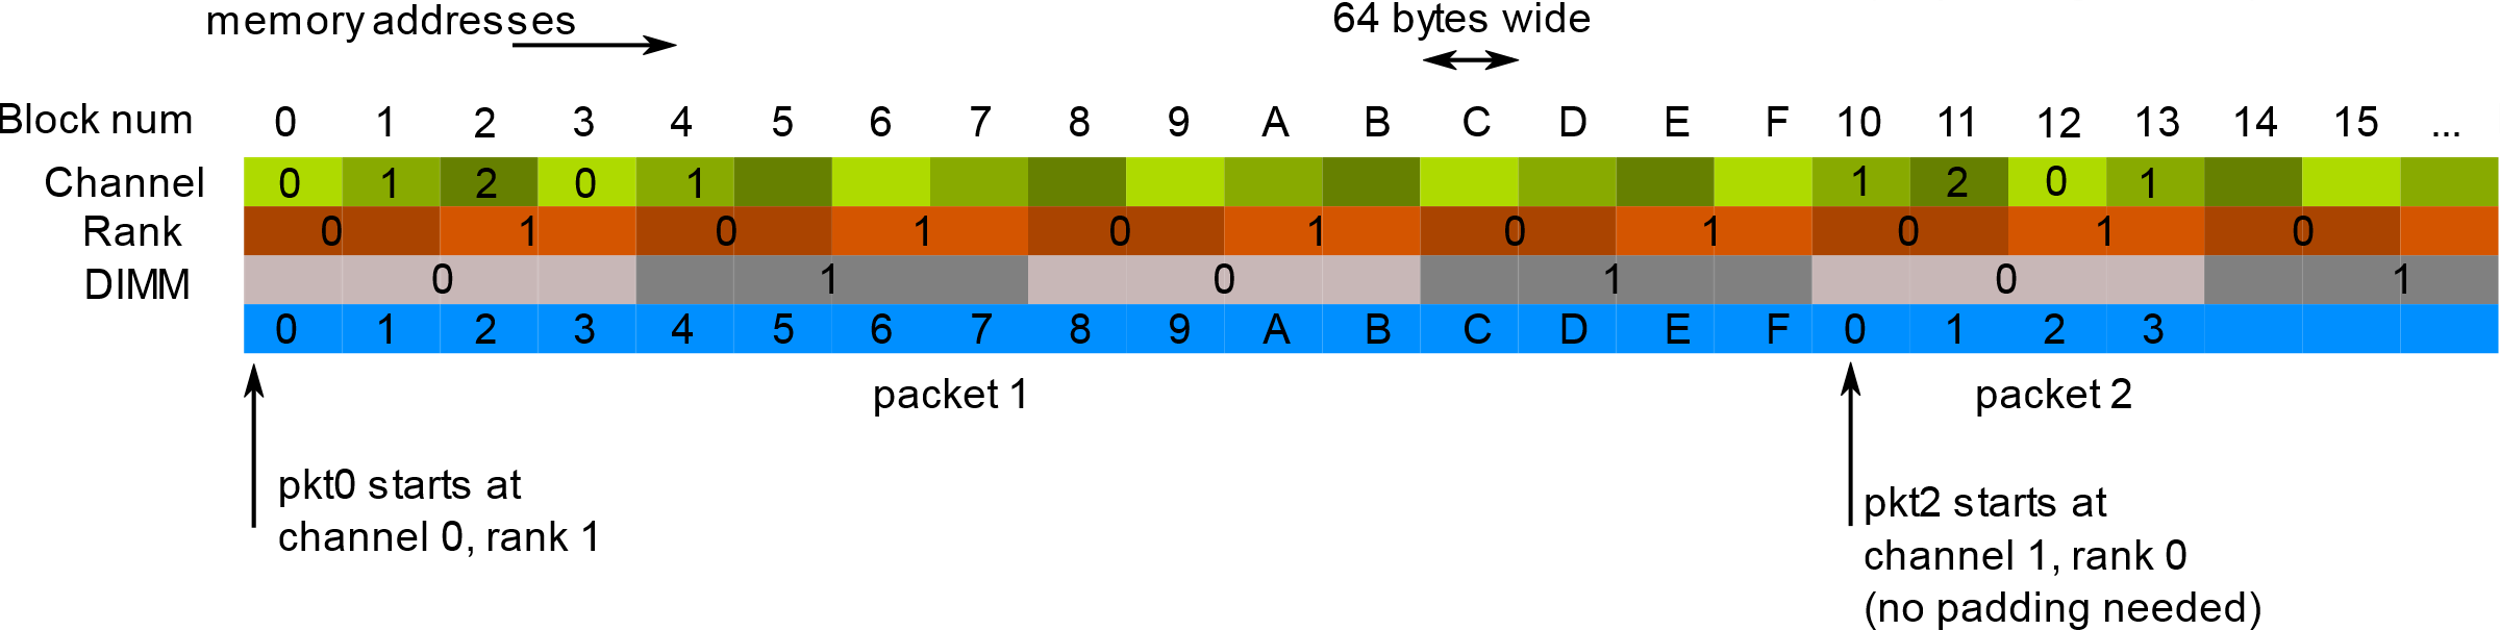 memory addresses
64 bytes wide
Block num 0 1 2 3 4 5 6 7 8 9 A B C D E F 10 11 12 13 14 15 ...
Channel 0 1 2 0 1 1 2 0 1
Rank 0 1 0 1 0 1 0 1 0 1 0
DIMM 0 1 0 1 0 1
0 1 2 3 4 5 6 7 8 9 A B C D E F 0 1 2 3
packet 1
packet 2
pkt0 starts at
channel 0, rank 1
pkt2 starts at
channel 1, rank 0
(no padding needed)